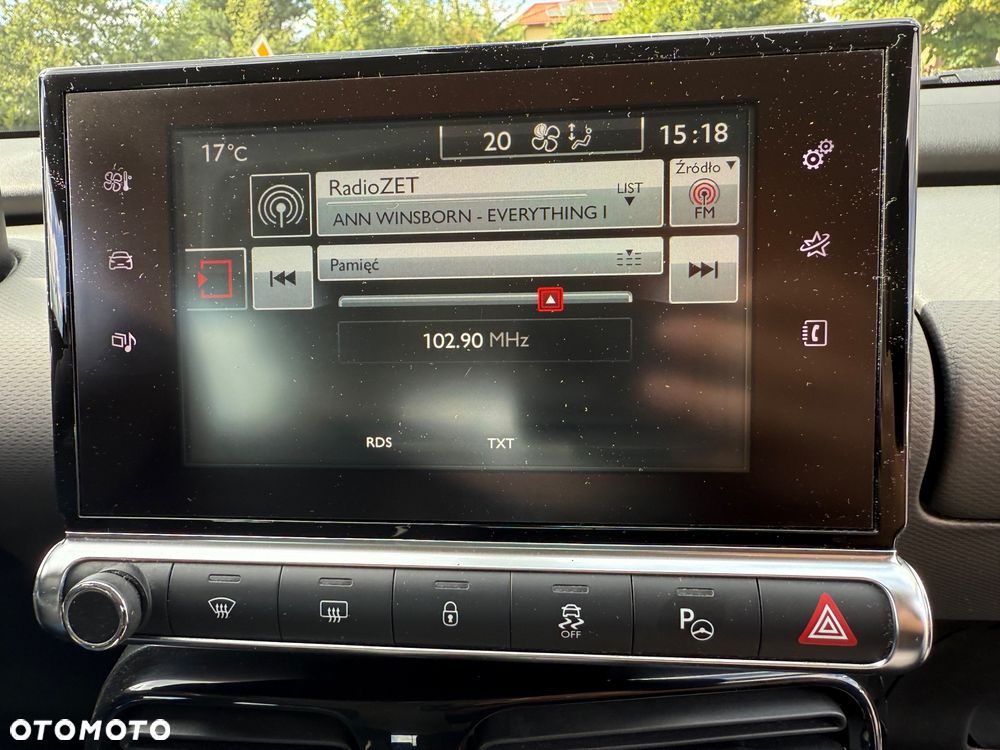 17°C
20
15:18
RadioZET
LIST
Źródło
ANN WINSBORN - EVERYTHING I
FM
Pamięć
102.90 MHz
RDS
TXT
OFF
P
OTOMOTO